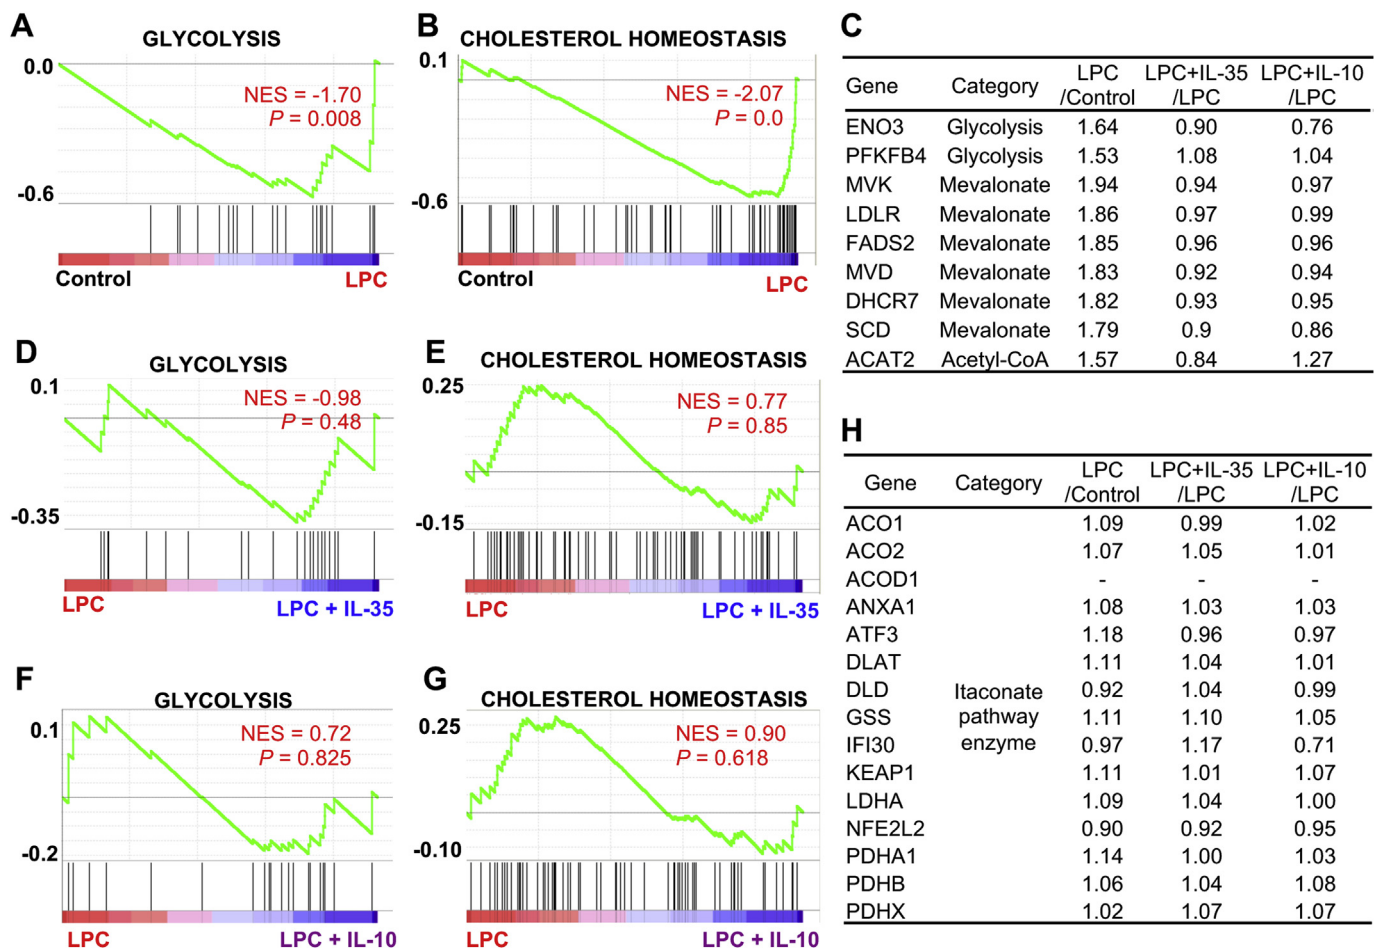 A
GLYCOLYSIS
0.0
NES = -1.70
P = 0.008
-0.6
Control
LPC
B
CHOLESTEROL HOMEOSTASIS
0.1
NES = -2.07
P = 0.0
-0.6
LPC
C
Gene Category LPC /Control LPC+IL-35 /LPC LPC+IL-10 /LPC
ENO3 Glycolysis 1.64 0.90 0.76
PFKFB4 Glycolysis 1.53 1.08 1.04
MVK Mevalonate 1.94 0.94 0.97
LDLR Mevalonate 1.86 0.97 0.99
FADS2 Mevalonate 1.85 0.96 0.96
MVD Mevalonate 1.83 0.92 0.94
DHCR7 Mevalonate 1.82 0.93 0.95
SCD Mevalonate 1.79 0.9 0.86
ACAT2 Acetyl-CoA 1.57 0.84 1.27
D
GLYCOLYSIS
0.1
NES = -0.98
P = 0.48
-0.35
LPC
LPC + IL-35
E
CHOLESTEROL HOMEOSTASIS
0.25
NES = 0.77
P = 0.85
-0.15
LPC
LPC + IL-35
F
GLYCOLYSIS
0.1
NES = 0.72
P = 0.825
-0.2
LPC
LPC + IL-10
G
CHOLESTEROL HOMEOSTASIS
0.25
NES = 0.90
P = 0.618
-0.10
LPC
LPC + IL-10
H
Gene Category LPC /Control LPC+IL-35 /LPC LPC+IL-10 /LPC
ACO1 1.09 0.99 1.02
ACO2 1.07 1.05 1.01
ACOD1 - - -
ANXA1 1.08 1.03 1.03
ATF3 1.18 0.96 0.97
DLAT 1.11 1.04 1.01
DLD Itaconate 0.92 1.04 0.99
GSS pathway 1.11 1.10 1.05
IFI30 enzyme 0.97 1.17 0.71
KEAP1 1.11 1.01 1.07
LDHA 1.09 1.04 1.00
NFE2L2 0.90 0.92 0.95
PDHA1 1.14 1.00 1.03
PDHB 1.06 1.04 1.08
PDHX 1.02 1.07 1.07